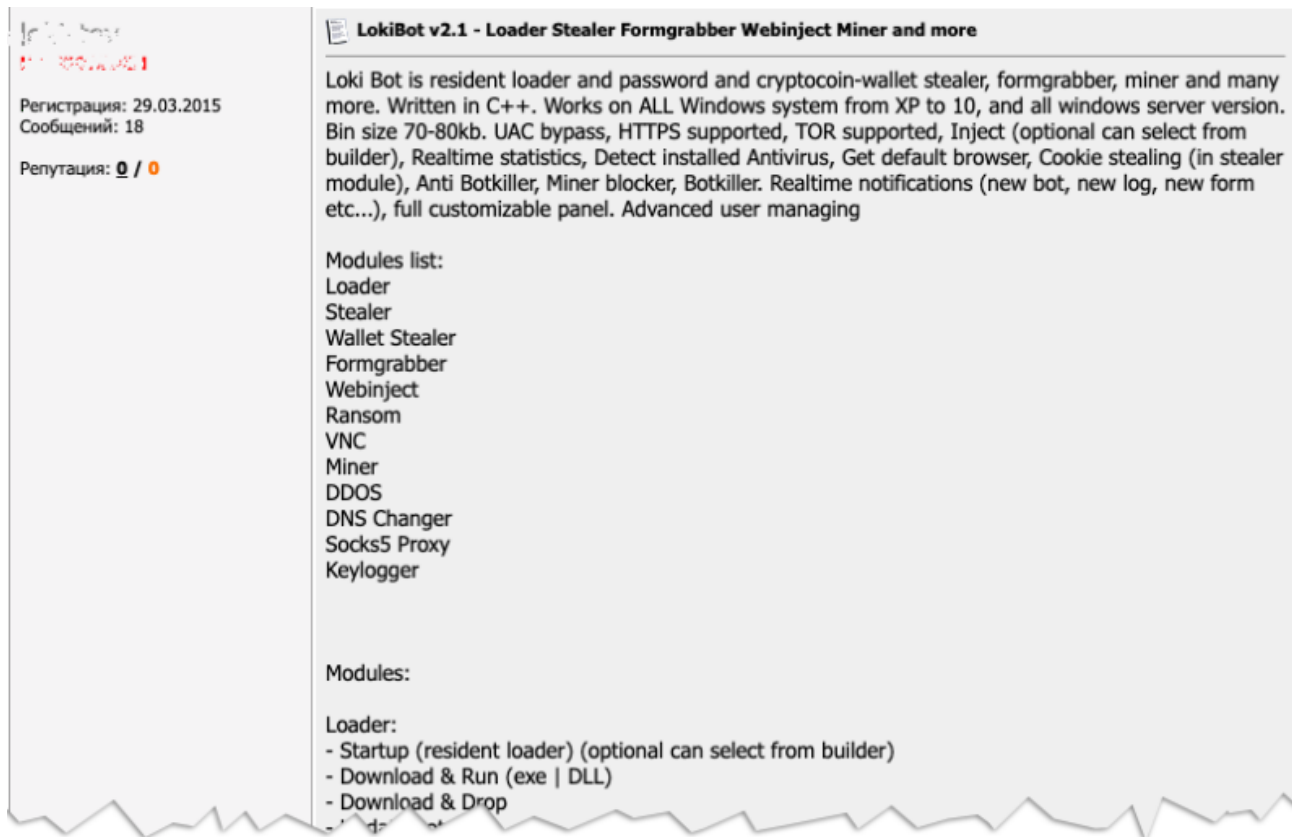 LokiBot v2.1 - Loader Stealer Formgrabber Webinject Miner and more
Регистрация: 29.03.2015
Сообщений: 18
Репутация: 0 / 0
Loki Bot is resident loader and password and cryptocoin-wallet stealer, formgrabber, miner and many
more. Written in C++. Works on ALL Windows system from XP to 10, and all windows server version.
Bin size 70-80kb. UAC bypass, HTTPS supported, TOR supported, Inject (optional can select from
builder), Realtime statistics, Detect installed Antivirus, Get default browser, Cookie stealing (in stealer
module), Anti Botkiller, Miner blocker, Botkiller. Realtime notifications (new bot, new log, new form
etc...), full customizable panel. Advanced user managing
Modules list:
Loader
Stealer
Wallet Stealer
Formgrabber
Webinject
Ransom
VNC
Miner
DDOS
DNS Changer
Socks5 Proxy
Keylogger
Modules:
Loader:
- Startup (resident loader) (optional can select from builder)
- Download & Run (exe | DLL)
- Download & Drop